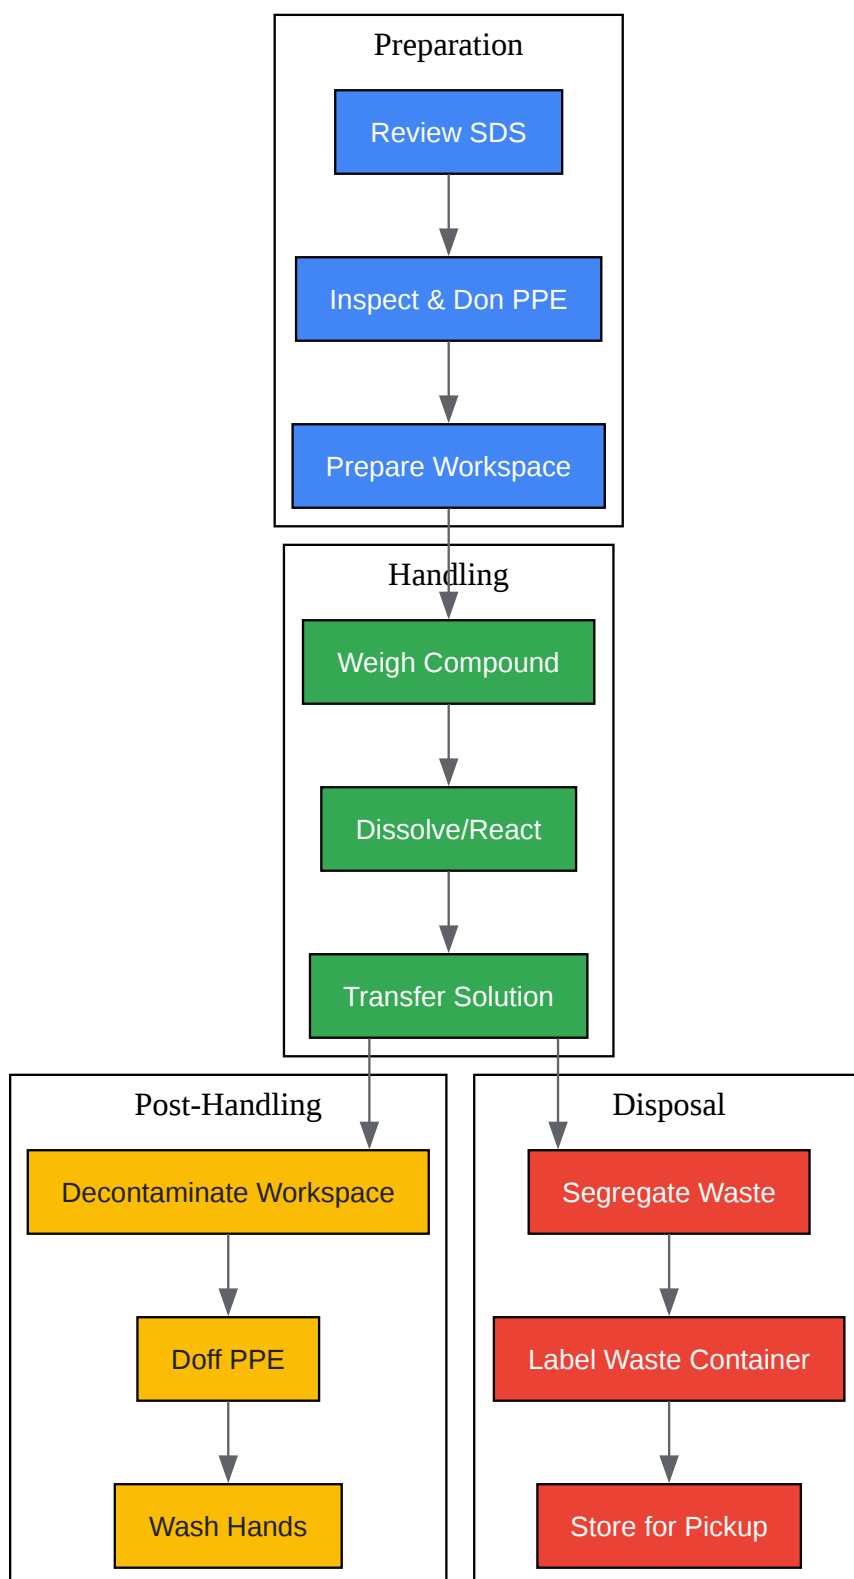 Preparation
Review SDS
Inspect & Don PPE
Prepare Workspace
Handling
Weigh Compound
Dissolve/React
Transfer Solution
Post-Handling
Decontaminate Workspace
Doff PPE
Wash Hands
Disposal
Segregate Waste
Label Waste Container
Store for Pickup